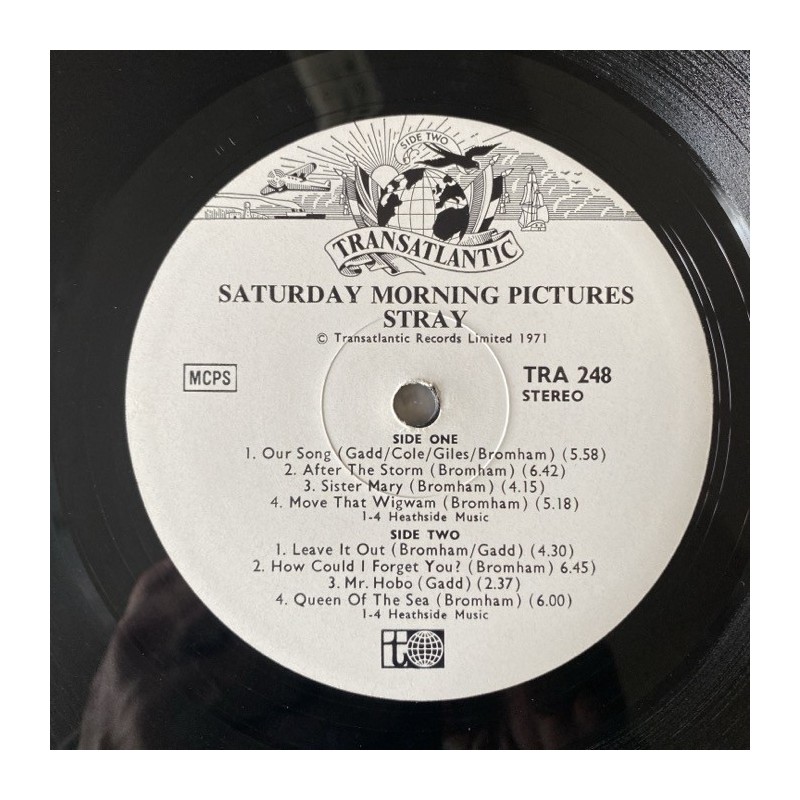 SIDE TWO
TRANSATLANTIC
SATURDAY MORNING PICTURES
STRAY
© Transatlantic Records Limited 1971
MCPS
TRA 248
STEREO
SIDE ONE
1. Our Song (Gadd/Cole/Giles/Bromham) (5.58)
2. After The Storm (Bromham) (6.42)
3. Sister Mary (Bromham) (4.15)
4. Move That Wigwam (Bromham) (5.18)
1-4 Heathside Music
SIDE TWO
1. Leave It Out (Bromham/Gadd) (4.30)
2. How Could I Forget You? (Bromham) 6.45)
3. Mr. Hobo (Gadd) (2.37)
4. Queen Of The Sea (Bromham) (6.00)
1-4 Heathside Music
t